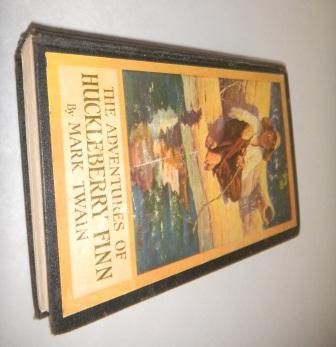 THE ADVENTURES OF
HUCKLEBERRY FINN
By MARK TWAIN